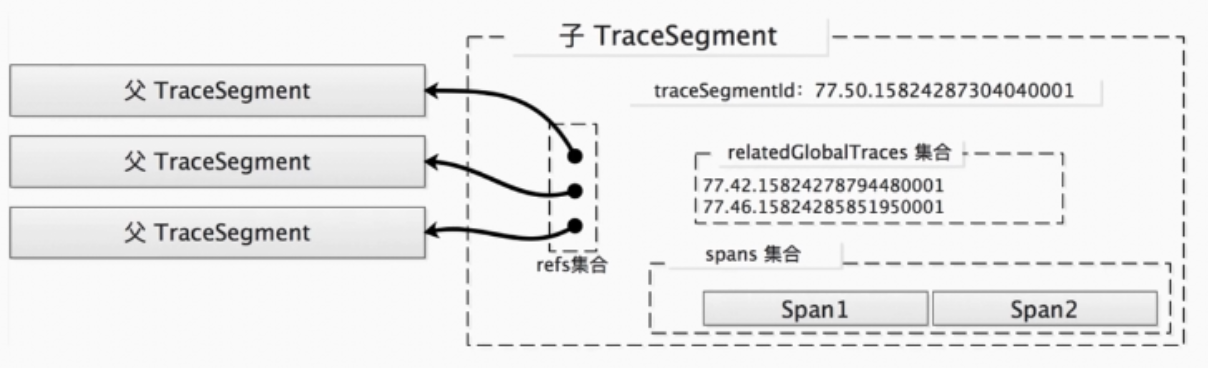 子 TraceSegment
父 TraceSegment
父 TraceSegment
父 TraceSegment
refs集合
traceSegmentId：77.50.15824287304040001
relatedGlobalTraces 集合
77.42.15824278794480001
77.46.15824285851950001
spans 集合
Span1
Span2